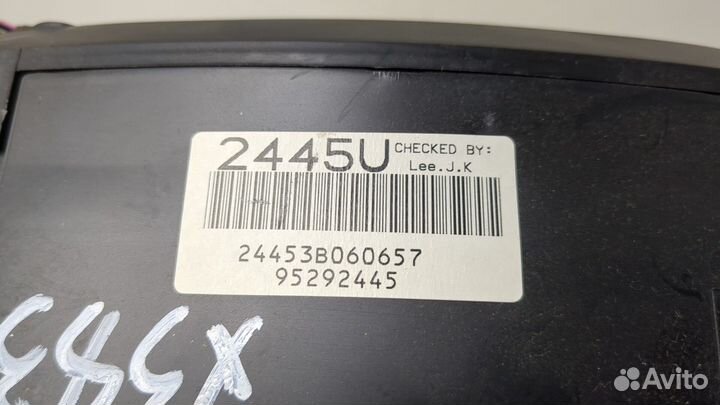 2445U CHECKED BY:
Lee.J.K
24453B060657
95292445
Avito